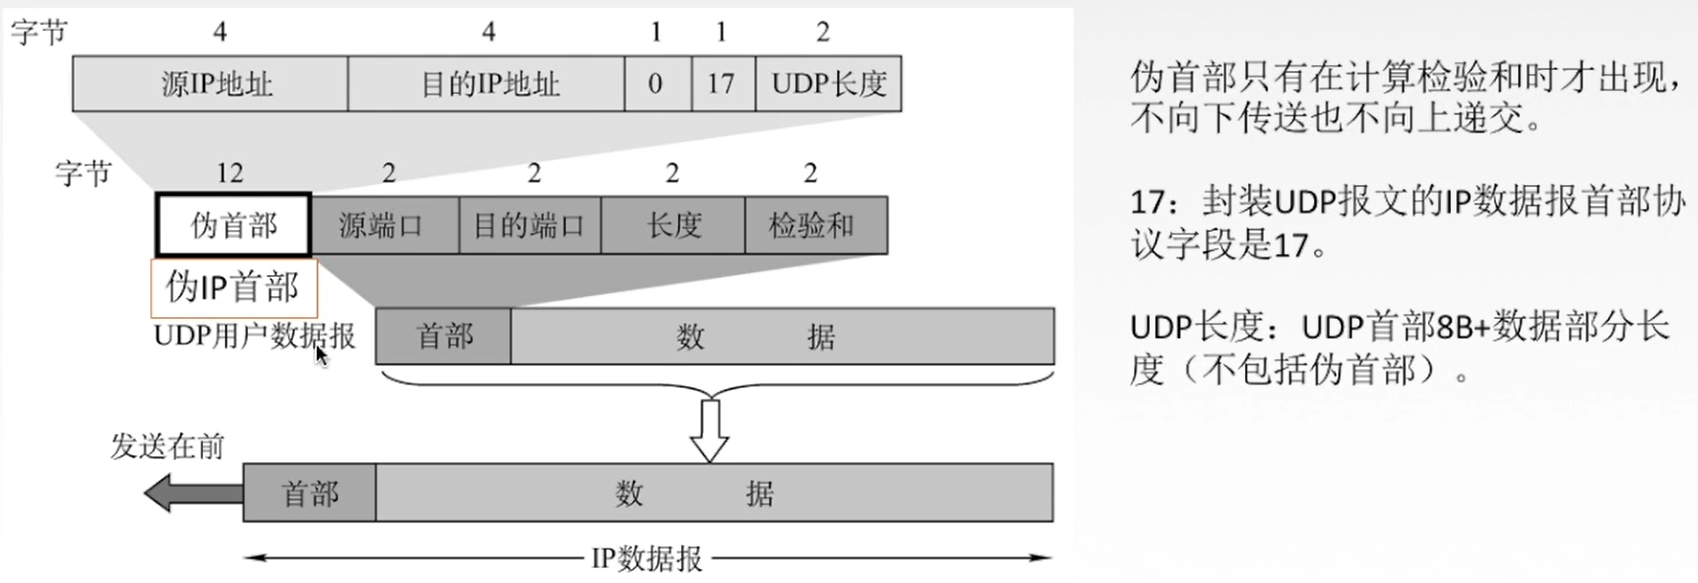 字节 4 4 1 1 2
源IP地址 目的IP地址 0 17 UDP长度
字节 12 2 2 2 2
伪首部 源端口 目的端口 长度 检验和
伪IP首部
UDP用户数据报 首部 数 据
发送在前
首部 数 据
IP数据报
伪首部只有在计算检验和时才出现，
不向下传送也不向上递交。
17：封装UDP报文的IP数据报首部协
议字段是17。
UDP长度：UDP首部8B+数据部分长
度（不包括伪首部）。